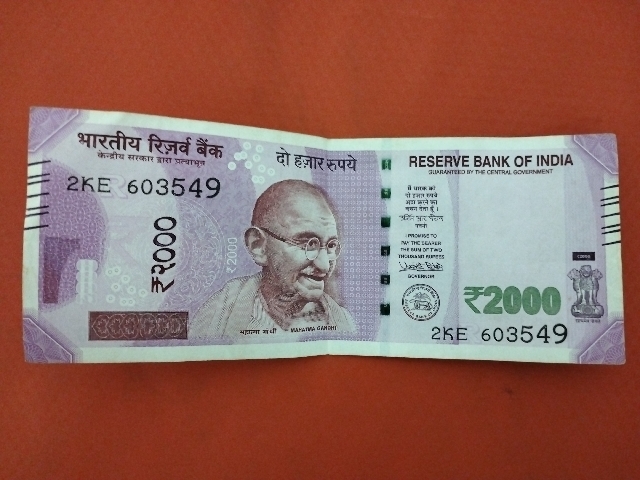 भारतीय रिज़र्व बैंक
केन्द्रीय सरकार द्वारा प्रत्याभूत
2KE 603549
₹२०००
2000
दो हज़ार रुपये
महात्मा गांधी MAHATMA GANDHI
RESERVE BANK OF INDIA
GUARANTEED BY THE CENTRAL GOVERNMENT
मैं धारक को
दो हज़ार रुपये
अदा करने का
वचन देता हूँ।
I PROMISE TO
PAY THE BEARER
THE SUM OF TWO
THOUSAND RUPEES
GOVERNOR
₹2000
2KE 603549